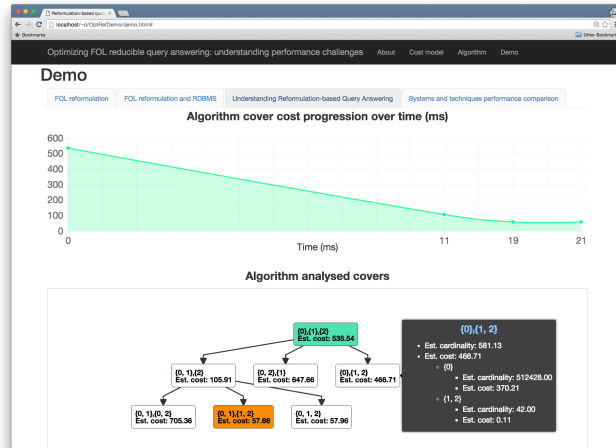 Reformulation-based query
localhost/~d/OptRefDemo/demo.htm#
Bookmarks
Other Bookmarks
Optimizing FOL reducible query answering: understanding performance challenges About Cost model Algorithm Demo
Demo
FOL reformulation FOL reformulation and RDBMS Understanding Reformulation-based Query Answering Systems and techniques performance comparison
Algorithm cover cost progression over time (ms)
600
500
400
300
200
100
0
0 11 19 21
Time (ms)
Algorithm analysed covers
{0},{1},{2}
Est. cost: 535.54
{0, 1},{2}
Est. cost: 105.91
{0, 2},{1}
Est. cost: 647.66
{0},{1, 2}
Est. cost: 466.71
{0, 1},{0, 2}
Est. cost: 705.36
{0, 1},{1, 2}
Est. cost: 57.66
{0, 1, 2}
Est. cost: 57.96
{0},{1, 2}
• Est. cardinality: 581.13
• Est. cost: 466.71
{0}
Est. cardinality: 512428.00
Est. cost: 370.21
{1, 2}
Est. cardinality: 42.00
Est. cost: 0.11